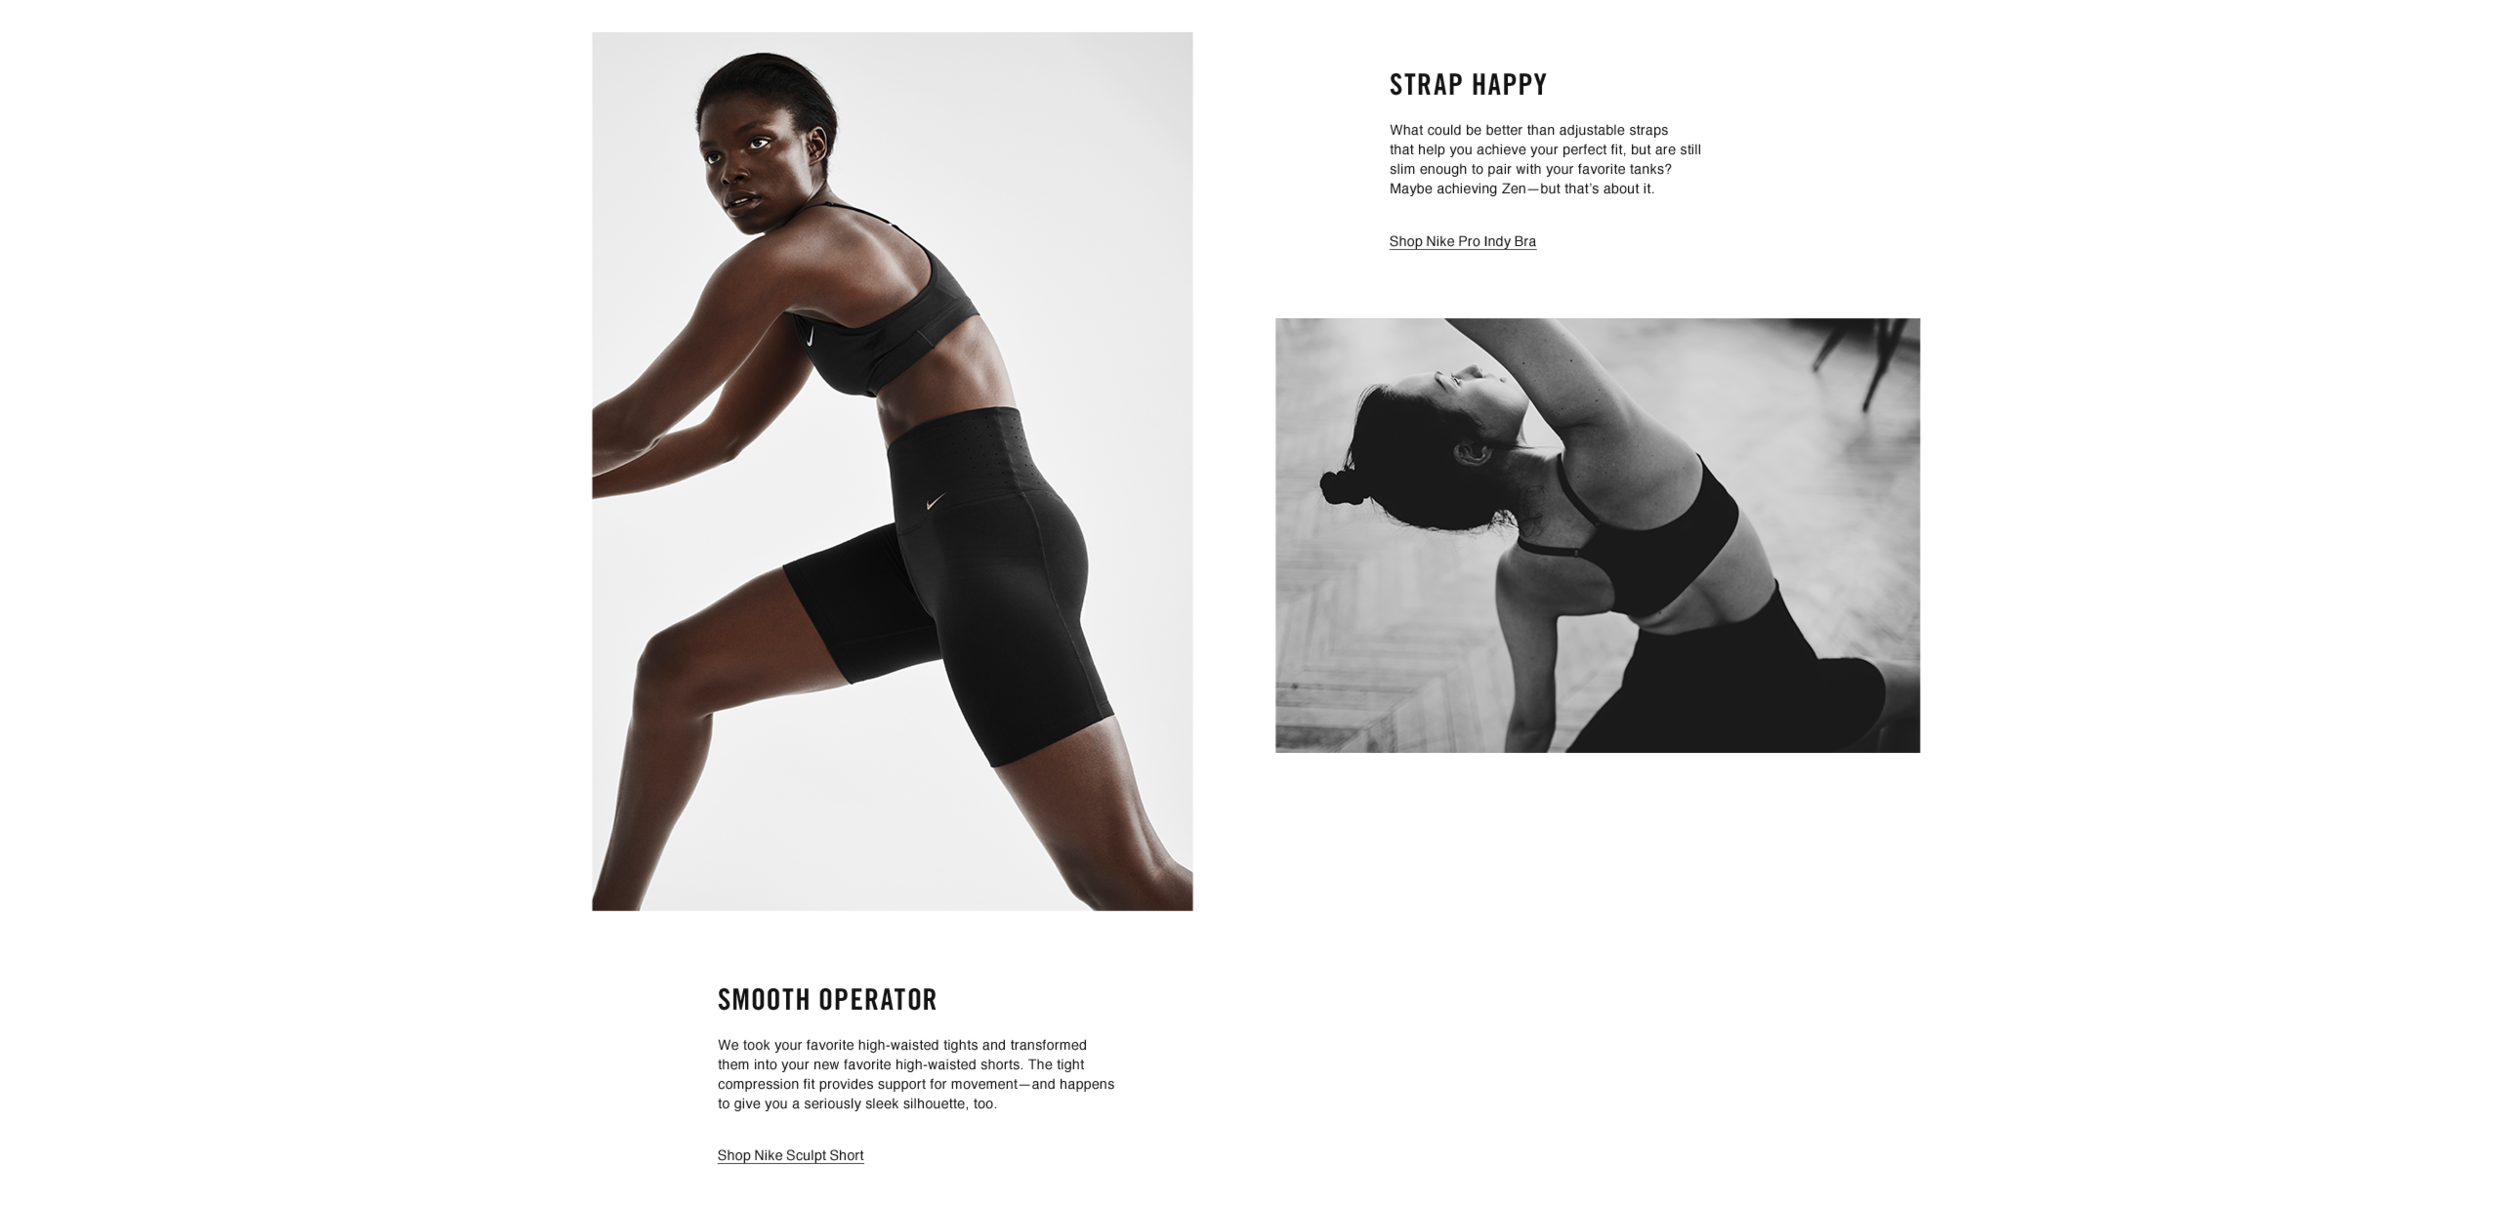 STRAP HAPPY
What could be better than adjustable straps
that help you achieve your perfect fit, but are still
slim enough to pair with your favorite tanks?
Maybe achieving Zen—but that's about it.
Shop Nike Pro Indy Bra
SMOOTH OPERATOR
We took your favorite high-waisted tights and transformed
them into your new favorite high-waisted shorts. The tight
compression fit provides support for movement—and happens
to give you a seriously sleek silhouette, too.
Shop Nike Sculpt Short